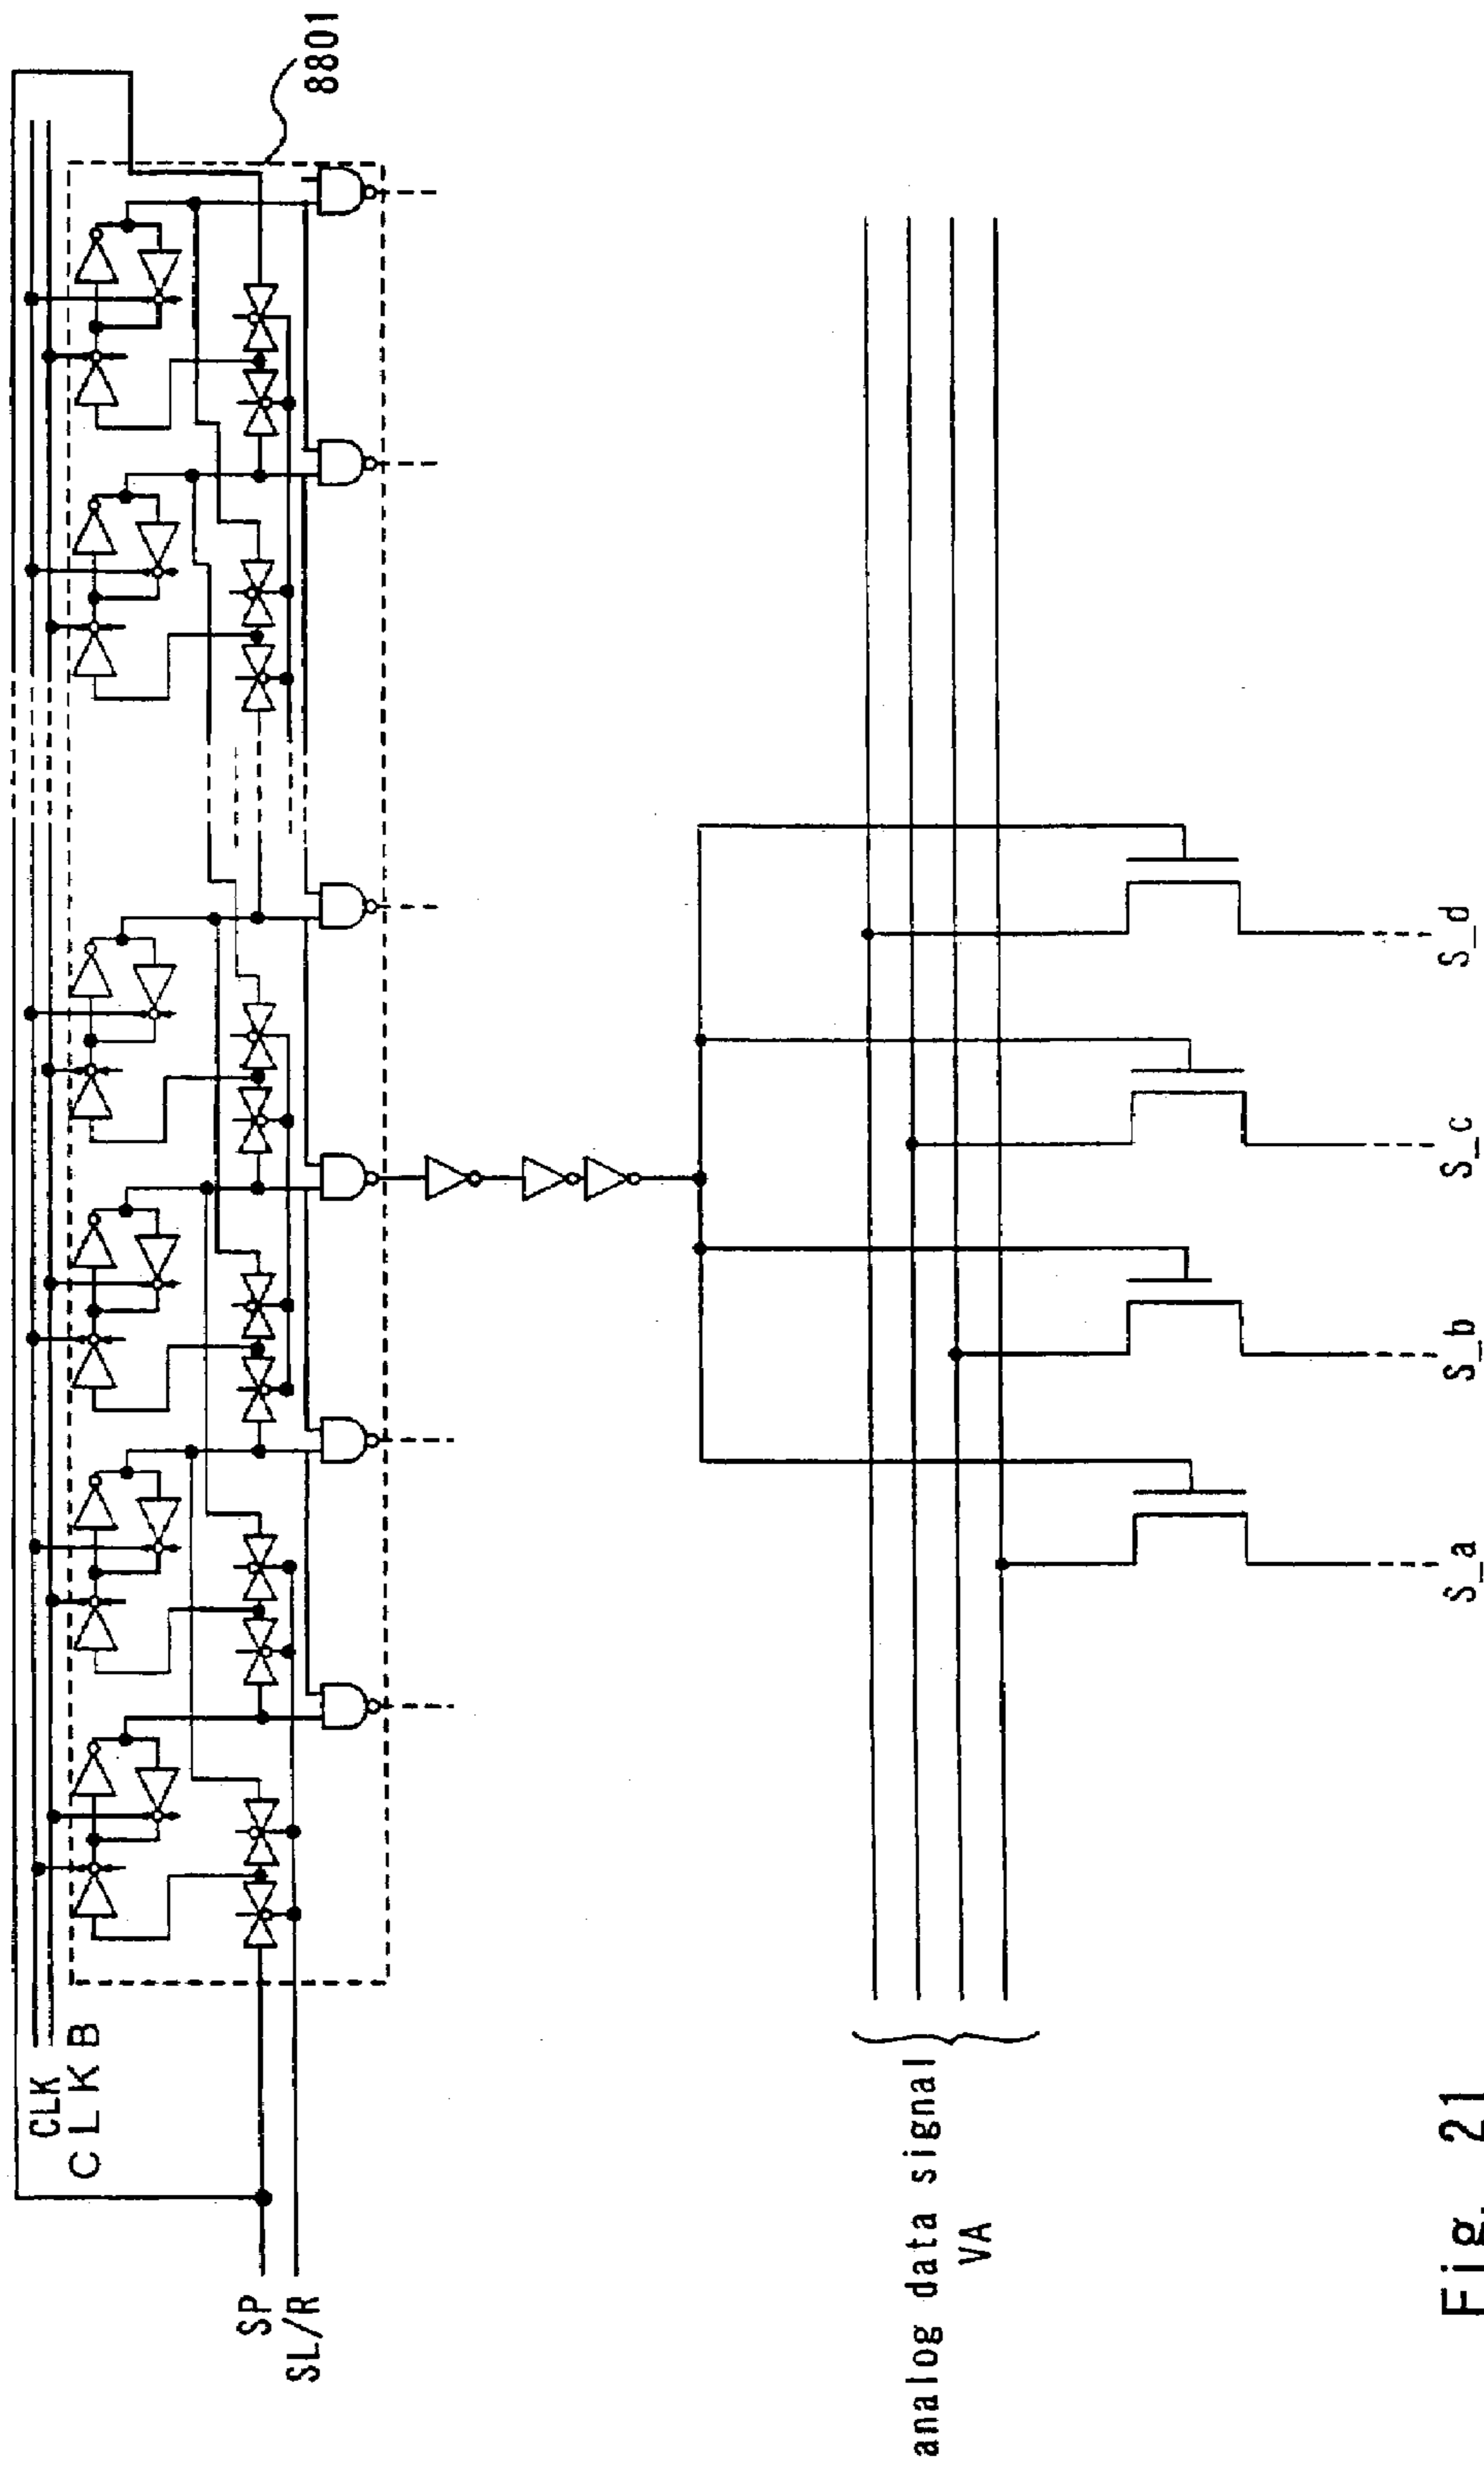 8801
CLK
CLKB
SP
SL/R
analog data signal
VA
S_a
S_b
S_c
S_d
Fig. 21